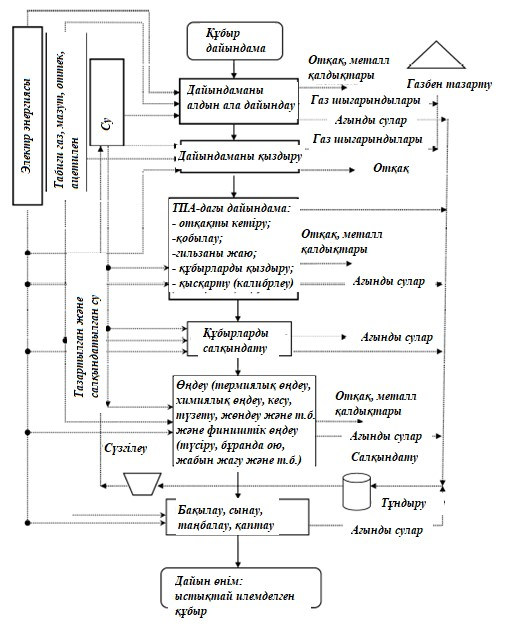 Құбыр
дайындама
Электр энергиясы
Табиғи газ, мазут, оттек,
ацетилен
Су
Дайындаманы
алдын ала дайындау
Отқақ, металл
қалдықтары
Газбен тазарту
Газ шығарындылары
Ағынды сулар
Газ шығарындылары
Дайындаманы қыздыру
Отқақ
ТПА-дағы дайындама:
- отқақты кетіру;
-қобылау;
-гильзаны жаю;
- құбырларды қыздыру;
- қысқарту (калибрлеу)
Отқақ, металл
қалдықтары
Ағынды сулар
Тазартылған және
салқындатылған су
Құбырларды
салқындату
Ағынды сулар
Өңдеу (термиялық өңдеу,
химиялық өңдеу, кесу,
түзету, жөндеу және т.б.
және фиништік өңдеу
(түсіру, бұранда ою,
жабын жағу және т.б.)
Отқақ, металл
қалдықтары
Ағынды сулар
Сүзгілеу
Салқындату
Тұндыру
Бақылау, сынау,
таңбалау, қаптау
Ағынды сулар
Дайын өнім:
ыстықтай илемделген
құбыр